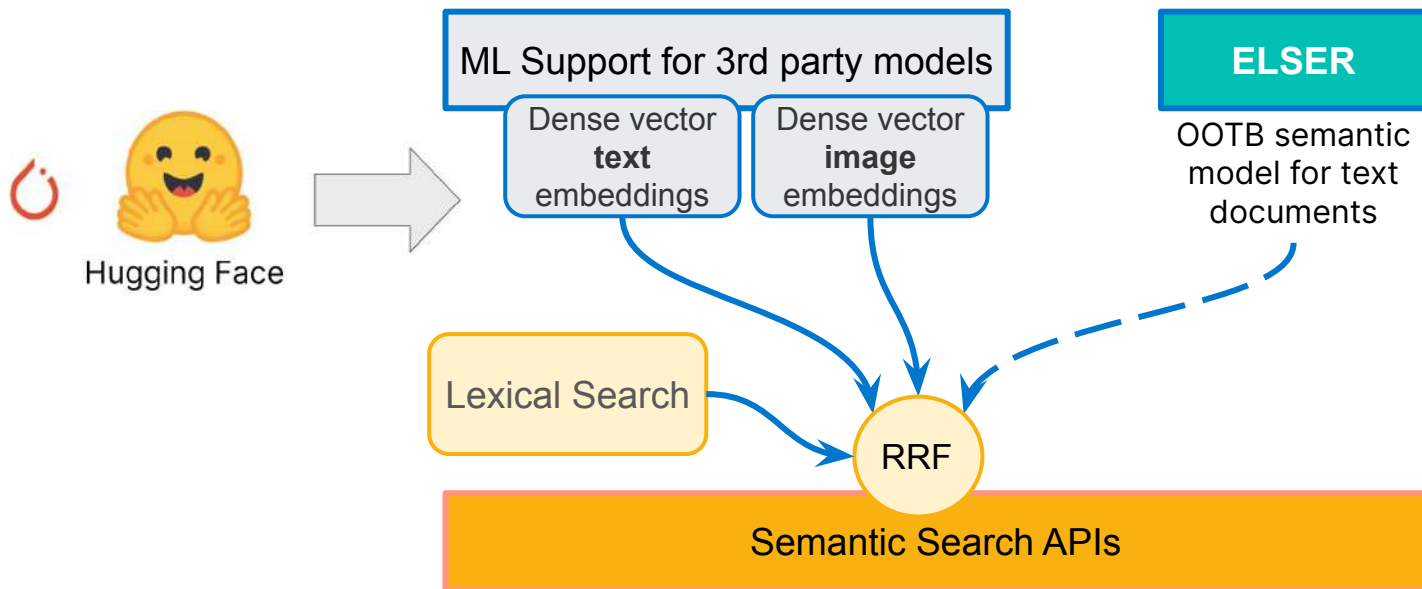 ML Support for 3rd party models
ELSER
Dense vector
text
embeddings
Dense vector
image
embeddings
OOTB semantic
model for text
documents
Hugging Face
Lexical Search
RRF
Semantic Search APIs